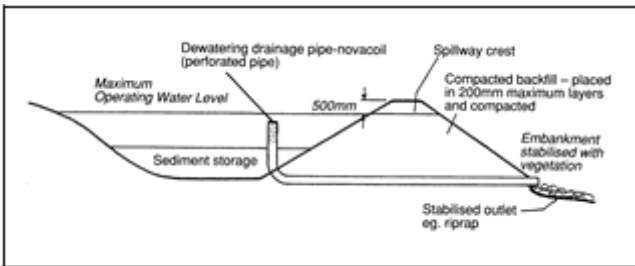 Dewatering drainage pipe-novacoil
(perforated pipe)
Spillway crest
Maximum
Operating Water Level
500mm
Compacted backfill – placed
in 200mm maximum layers
and compacted
Sediment storage
Embankment
stabilised with
vegetation
Stabilised outlet
eg. riprap